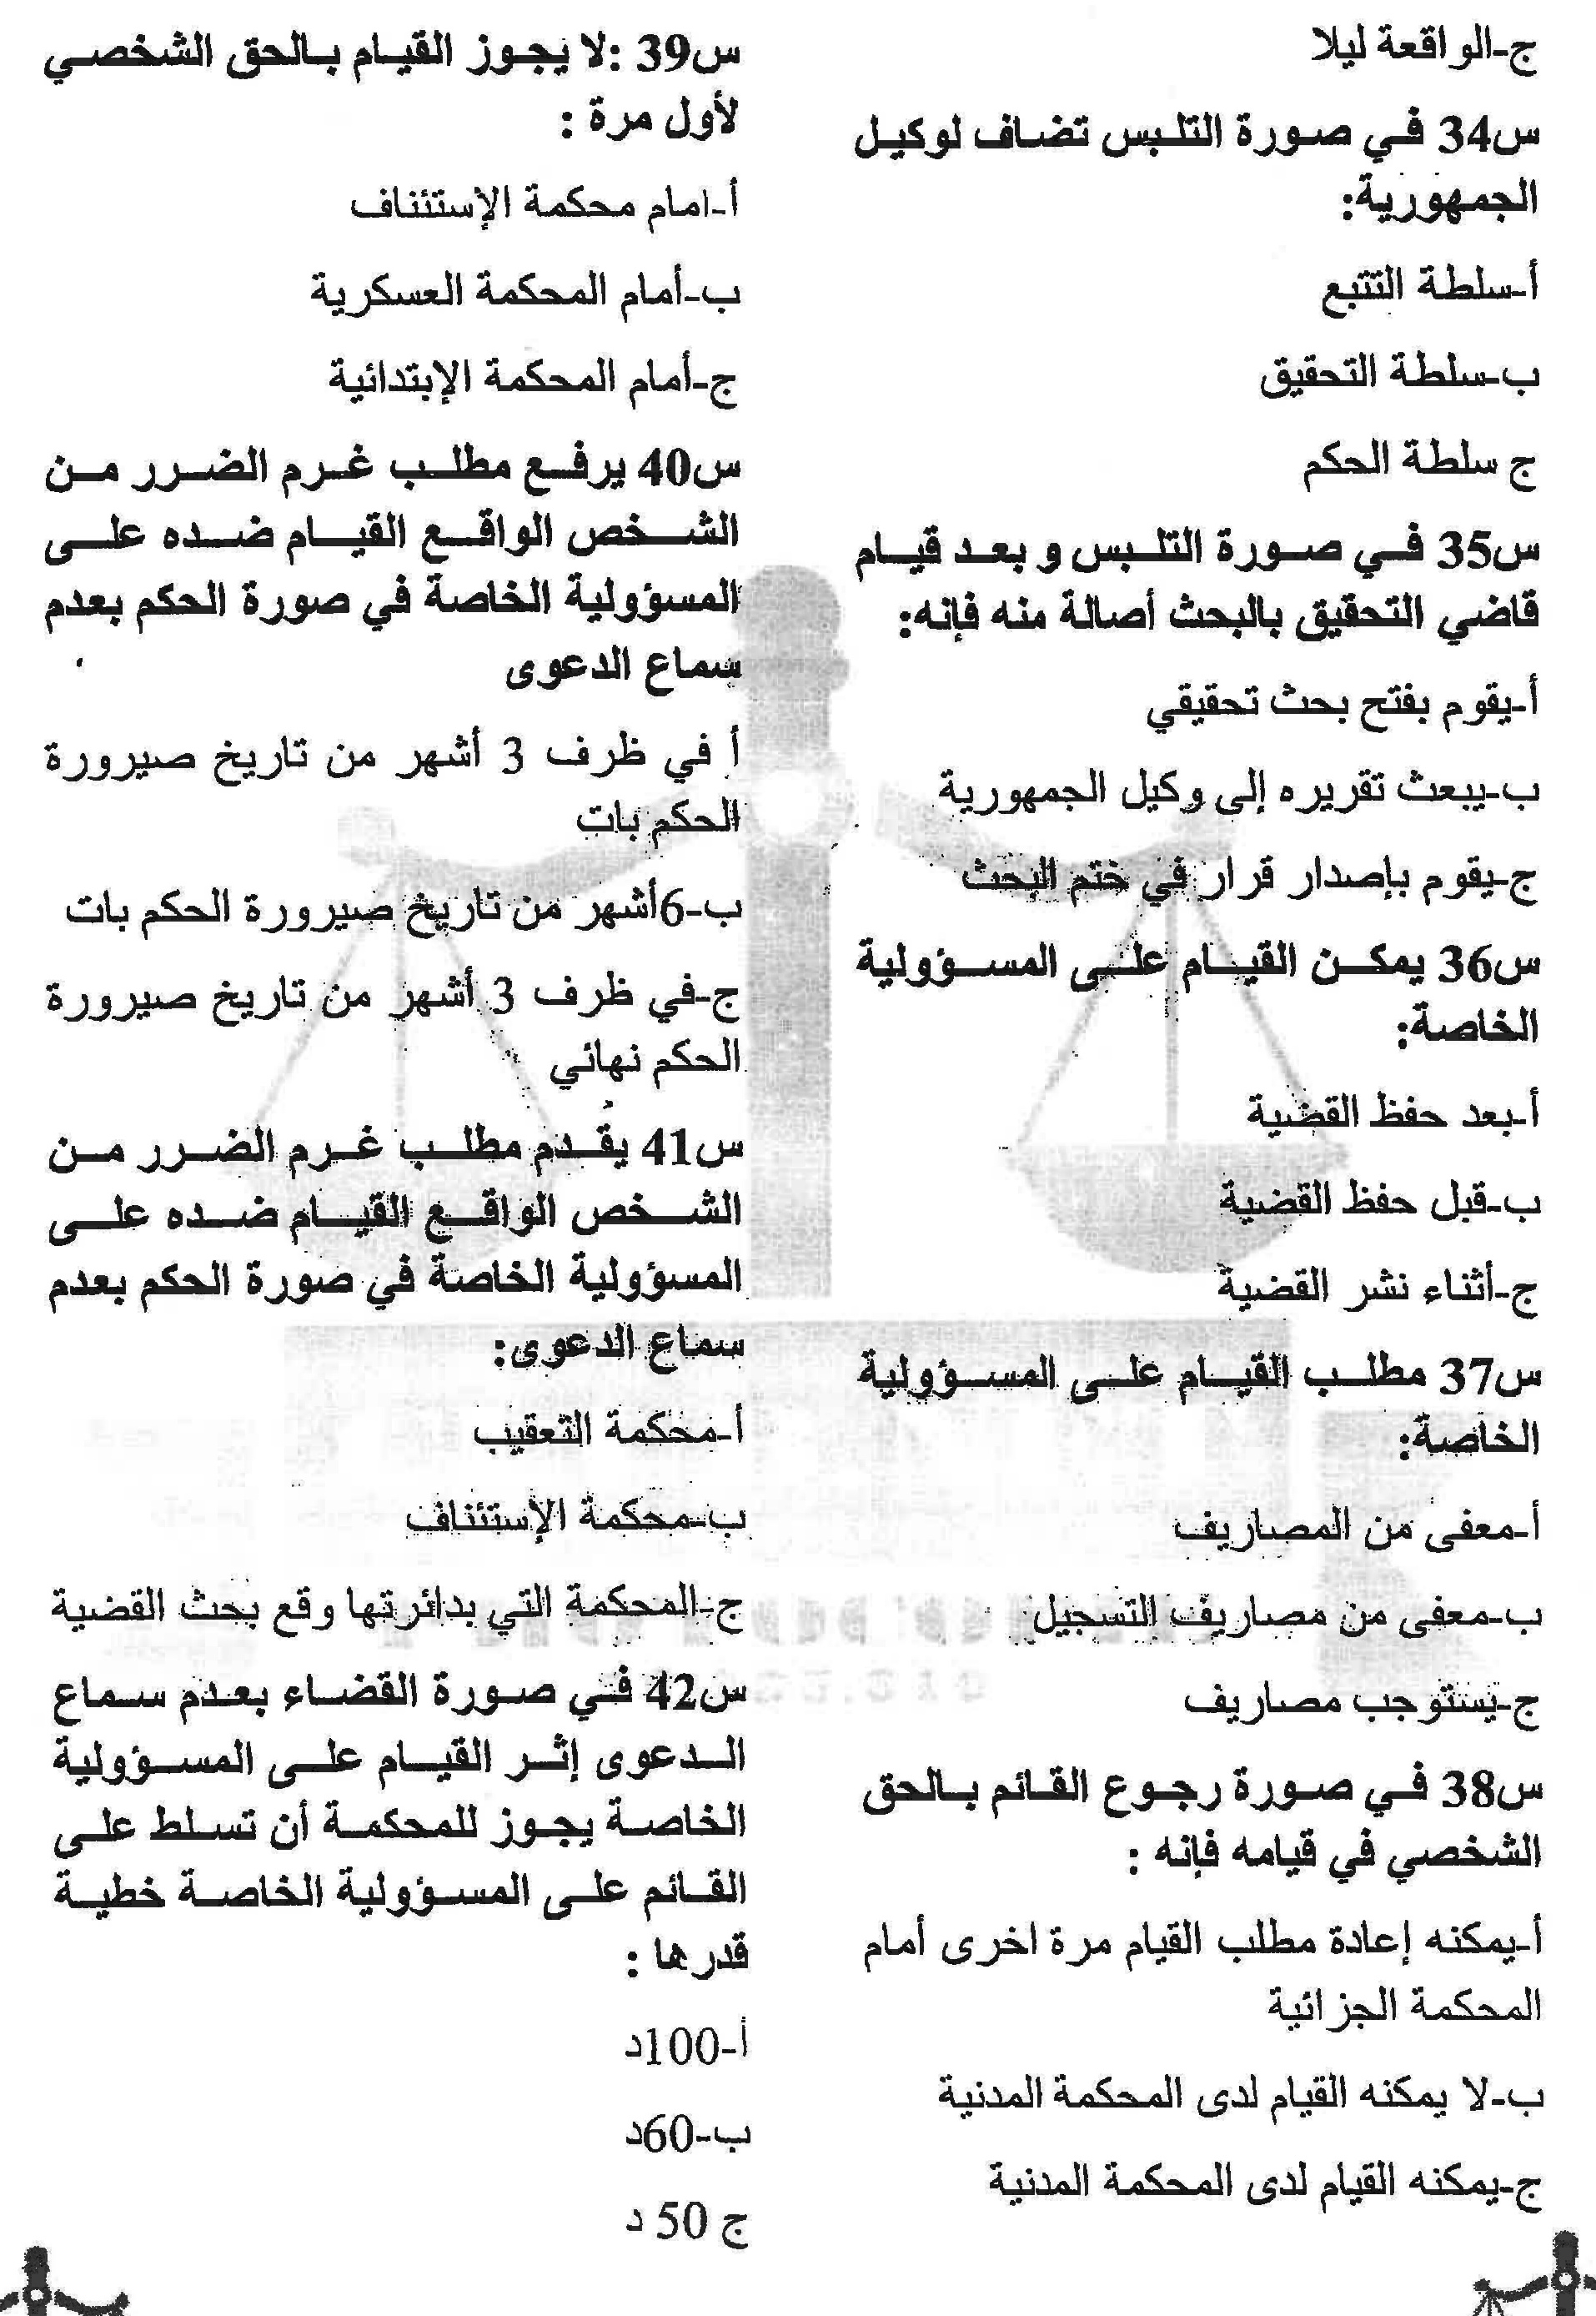 ج-الواقعة ليلا
س34 في صورة التلبس تضاف لوكيل
الجمهورية:
أ-سلطة التتبع
ب-سلطة التحقيق
ج سلطة الحكم
س35 في صورة التلبس و بعد قيام
قاضي التحقيق بالبحث أصالة منه فإنه:
أ-يقوم بفتح بحث تحقيقي
ب-يبعث تقريره إلى وكيل الجمهورية
ج-يقوم بإصدار قرار في ختم البحث
س36 يمكن القيام على المسؤولية
الخاصة:
أ-بعد حفظ القضية
ب-قبل حفظ القضية
ج-أثناء نشر القضية
س37 مطلب القيام على المسؤولية
الخاصة:
أ-معفى من المصاريف
ب-معفى من مصاريف التسجيل
ج-يستوجب مصاريف
س38 في صورة رجوع القائم بالحق
الشخصي في قيامه فإنه :
أ-يمكنه إعادة مطلب القيام مرة اخرى أمام
المحكمة الجزائية
ب-لا يمكنه القيام لدى المحكمة المدنية
ج-يمكنه القيام لدى المحكمة المدنية
س39 :لا يجوز القيام بالحق الشخصي
لأول مرة :
أ-امام محكمة الإستئناف
ب-أمام المحكمة العسكرية
ج-أمام المحكمة الإبتدائية
س40 يرفع مطلب غرم الضرر من
الشخص الواقع القيام ضده على
المسؤولية الخاصة في صورة الحكم بعدم
سماع الدعوى
أ في ظرف 3 أشهر من تاريخ صيرورة
الحكم بات
ب-6أشهر من تاريخ صيرورة الحكم بات
ج-في ظرف 3 أشهر من تاريخ صيرورة
الحكم نهائي
س41 يقدم مطلب غرم الضرر من
الشخص الواقع القيام ضده على
المسؤولية الخاصة في صورة الحكم بعدم
سماع الدعوى:
أ-محكمة التعقيب
ب-محكمة الإستئناف
ج-المحكمة التي بدائرتها وقع بحث القضية
س42 في صورة القضاء بعدم سماع
الدعوى إثر القيام على المسؤولية
الخاصة يجوز للمحكمة أن تسلط على
القائم على المسؤولية الخاصة خطية
قدرها :
أ-100د
ب-60د
ج 50 د